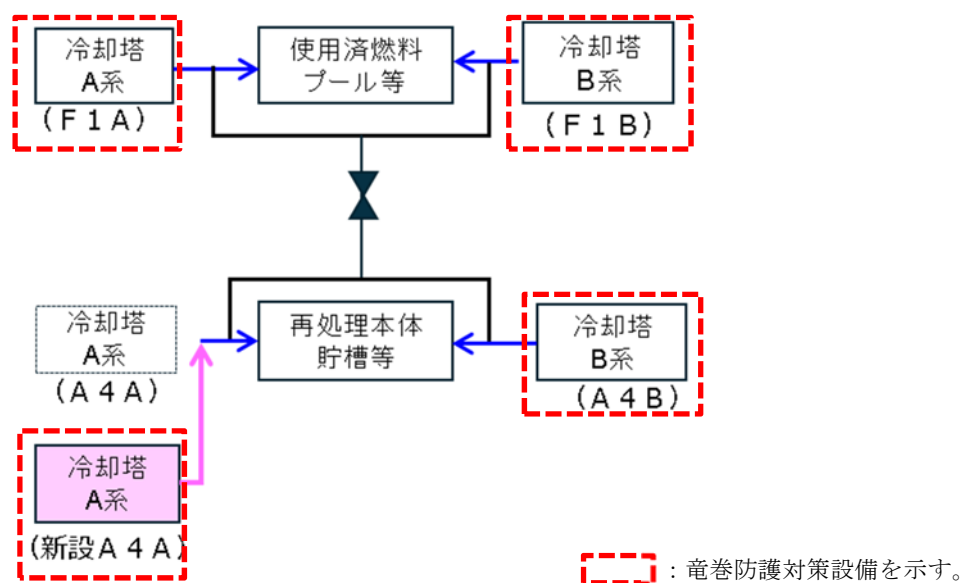 冷却塔
A系
(F1A)
使用済燃料
プール等
冷却塔
B系
(F1B)
冷却塔
A系
(A4A)
再処理本体
貯槽等
冷却塔
B系
(A4B)
冷却塔
A系
(新設A4A)
:竜巻防護対策設備を示す。